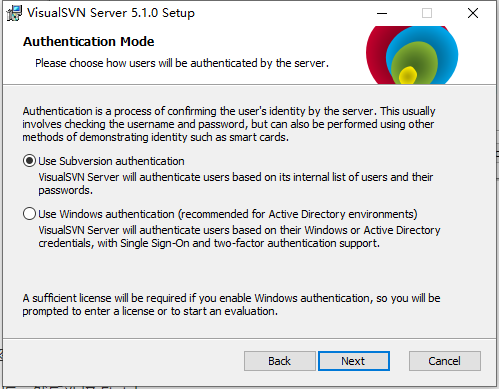 VisualSVN Server 5.1.0 Setup
Authentication Mode
Please choose how users will be authenticated by the server.
Authentication is a process of confirming the user's identity by the server. This usually
involves checking the username and password, but can also be performed using other
methods of demonstrating identity such as smart cards.
Use Subversion authentication
VisualSVN Server will authenticate users based on its internal list of users and their
passwords.
Use Windows authentication (recommended for Active Directory environments)
VisualSVN Server will authenticate users based on their Windows or Active Directory
credentials, with Single Sign-On and two-factor authentication support.
A sufficient license will be required if you enable Windows authentication, so you will be
prompted to enter a license or to start an evaluation.
Back
Next
Cancel